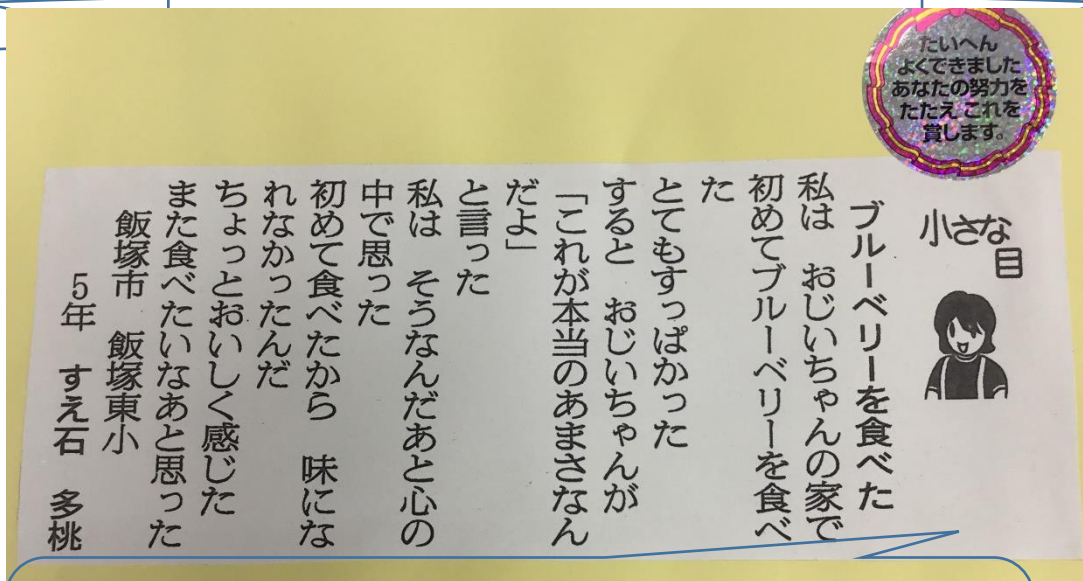 たいへん
よくできました
あなたの努力を
たたえ これを
賞します。
小さな目
ブルーベリーを食べた
私は おじいちゃんの家で
初めてブルーベリーを食べ
た
とてもすっぱかった
すると おじいちゃんが
「これが本当のあまさなん
だよ」
と言った
私は そうなんだあと心の
中で思った
初めて食べたから 味にな
れなかったんだ
ちょっとおいしく感じた
また食べたいなあと思った
飯塚市 飯塚東小
5年 すえ石 多桃